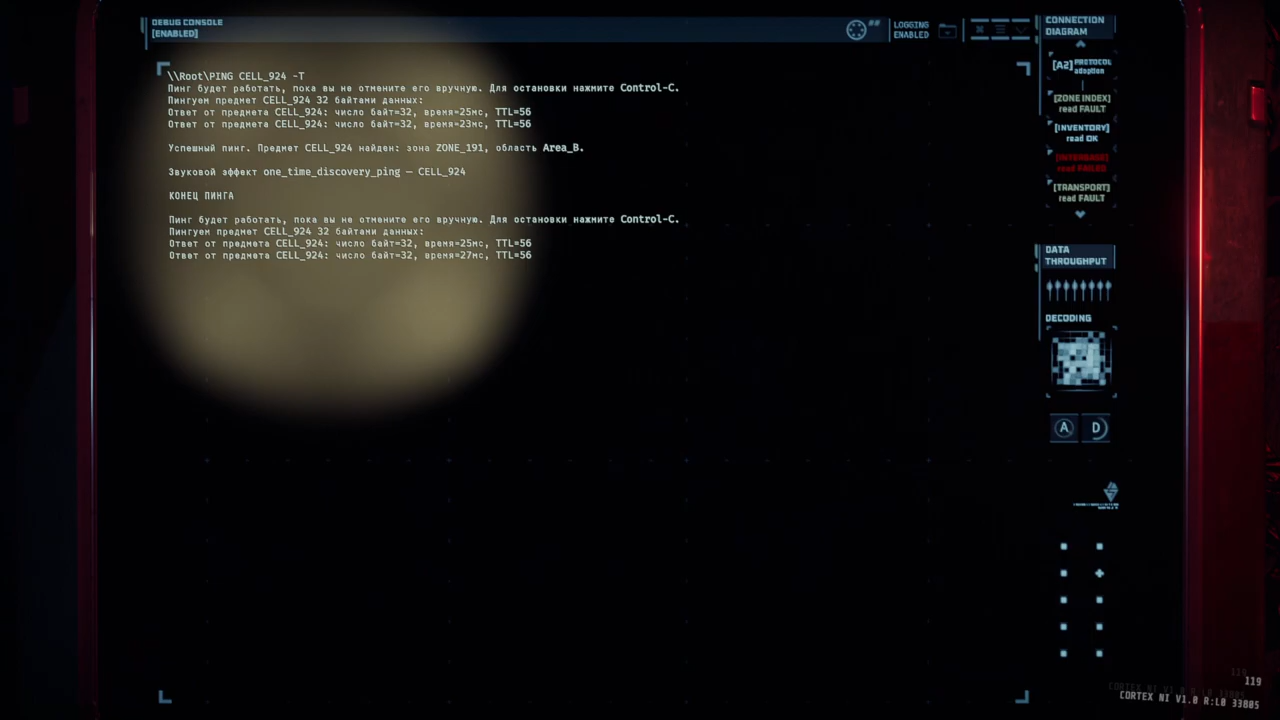 DEBUG CONSOLE
[ENABLED]
LOGGING
ENABLED
CONNECTION
DIAGRAM
\\Root\PING CELL_924 -T
Пинг будет работать, пока вы не отмените его вручную. Для остановки нажмите Control-C.
Пингуем предмет CELL_924 32 байтами данных:
Ответ от предмета CELL_924: число байт=32, время=25мс, TTL=56
Ответ от предмета CELL_924: число байт=32, время=23мс, TTL=56
Успешный пинг. Предмет CELL_924 найден: зона ZONE_191, область Area_B.
Звуковой эффект one_time_discovery_ping — CELL_924
КОНЕЦ ПИНГА
Пинг будет работать, пока вы не отмените его вручную. Для остановки нажмите Control-C.
Пингуем предмет CELL_924 32 байтами данных:
Ответ от предмета CELL_924: число байт=32, время=25мс, TTL=56
Ответ от предмета CELL_924: число байт=32, время=27мс, TTL=56
[A2] PROTOCOL
adaption
[ZONE INDEX]
read FAULT
[INVENTORY]
read OK
read FAILED
[TRANSPORT]
read FAULT
DATA
THROUGHPUT
DECODING
A D
119
119
CORTEX NI V1.0 R:L0 33805